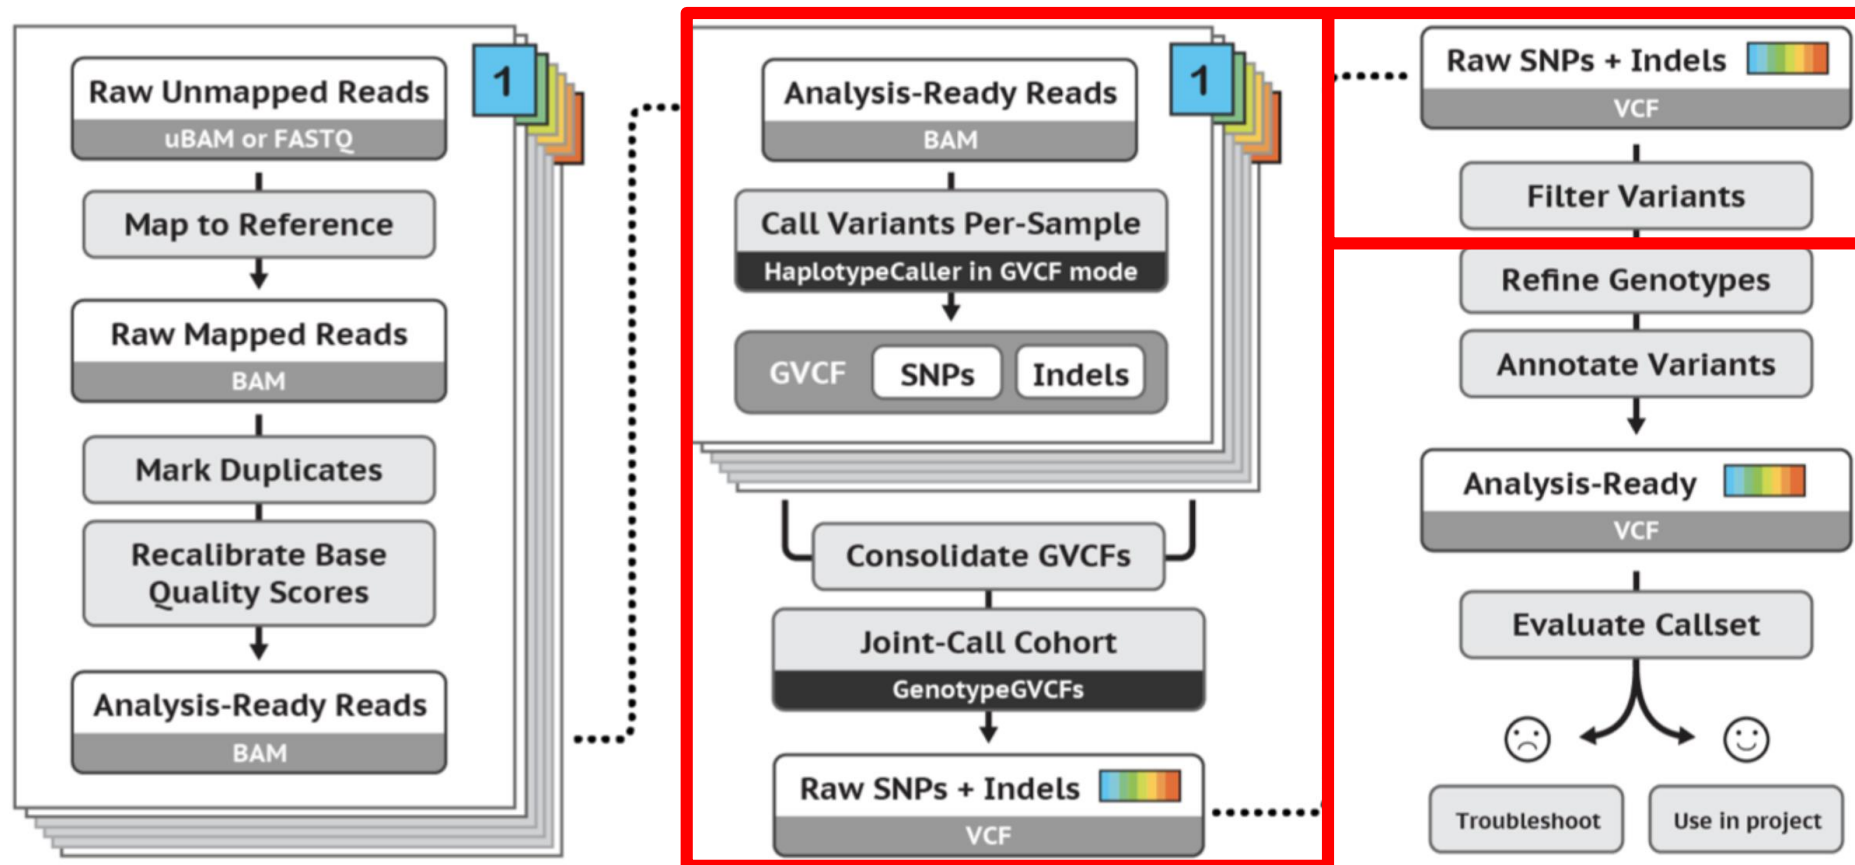 1
Raw Unmapped Reads
uBAM or FASTQ
Map to Reference
Raw Mapped Reads
BAM
Mark Duplicates
Recalibrate Base
Quality Scores
Analysis-Ready Reads
BAM
1
Analysis-Ready Reads
BAM
Call Variants Per-Sample
HaplotypeCaller in GVCF mode
GVCF SNPs Indels
Consolidate GVCFs
Joint-Call Cohort
GenotypeGVCFs
Raw SNPs + Indels
VCF
Raw SNPs + Indels
VCF
Filter Variants
Refine Genotypes
Annotate Variants
Analysis-Ready
VCF
Evaluate Callset
Troubleshoot
Use in project